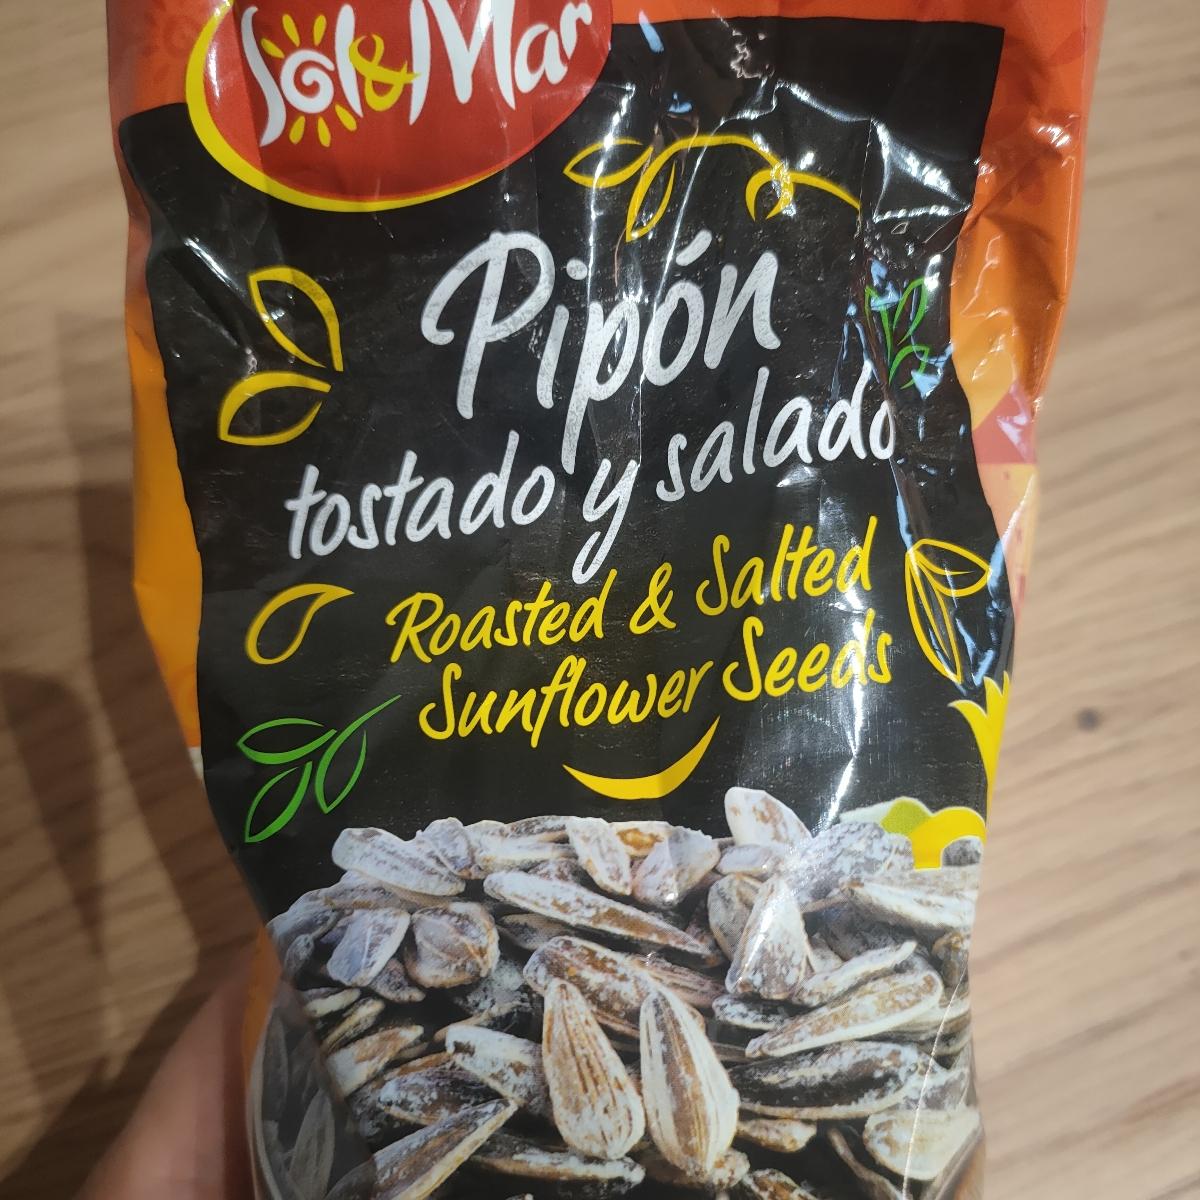 Sol&Mar
Pipón
tostado y salado
Roasted & Salted
Sunflower Seeds